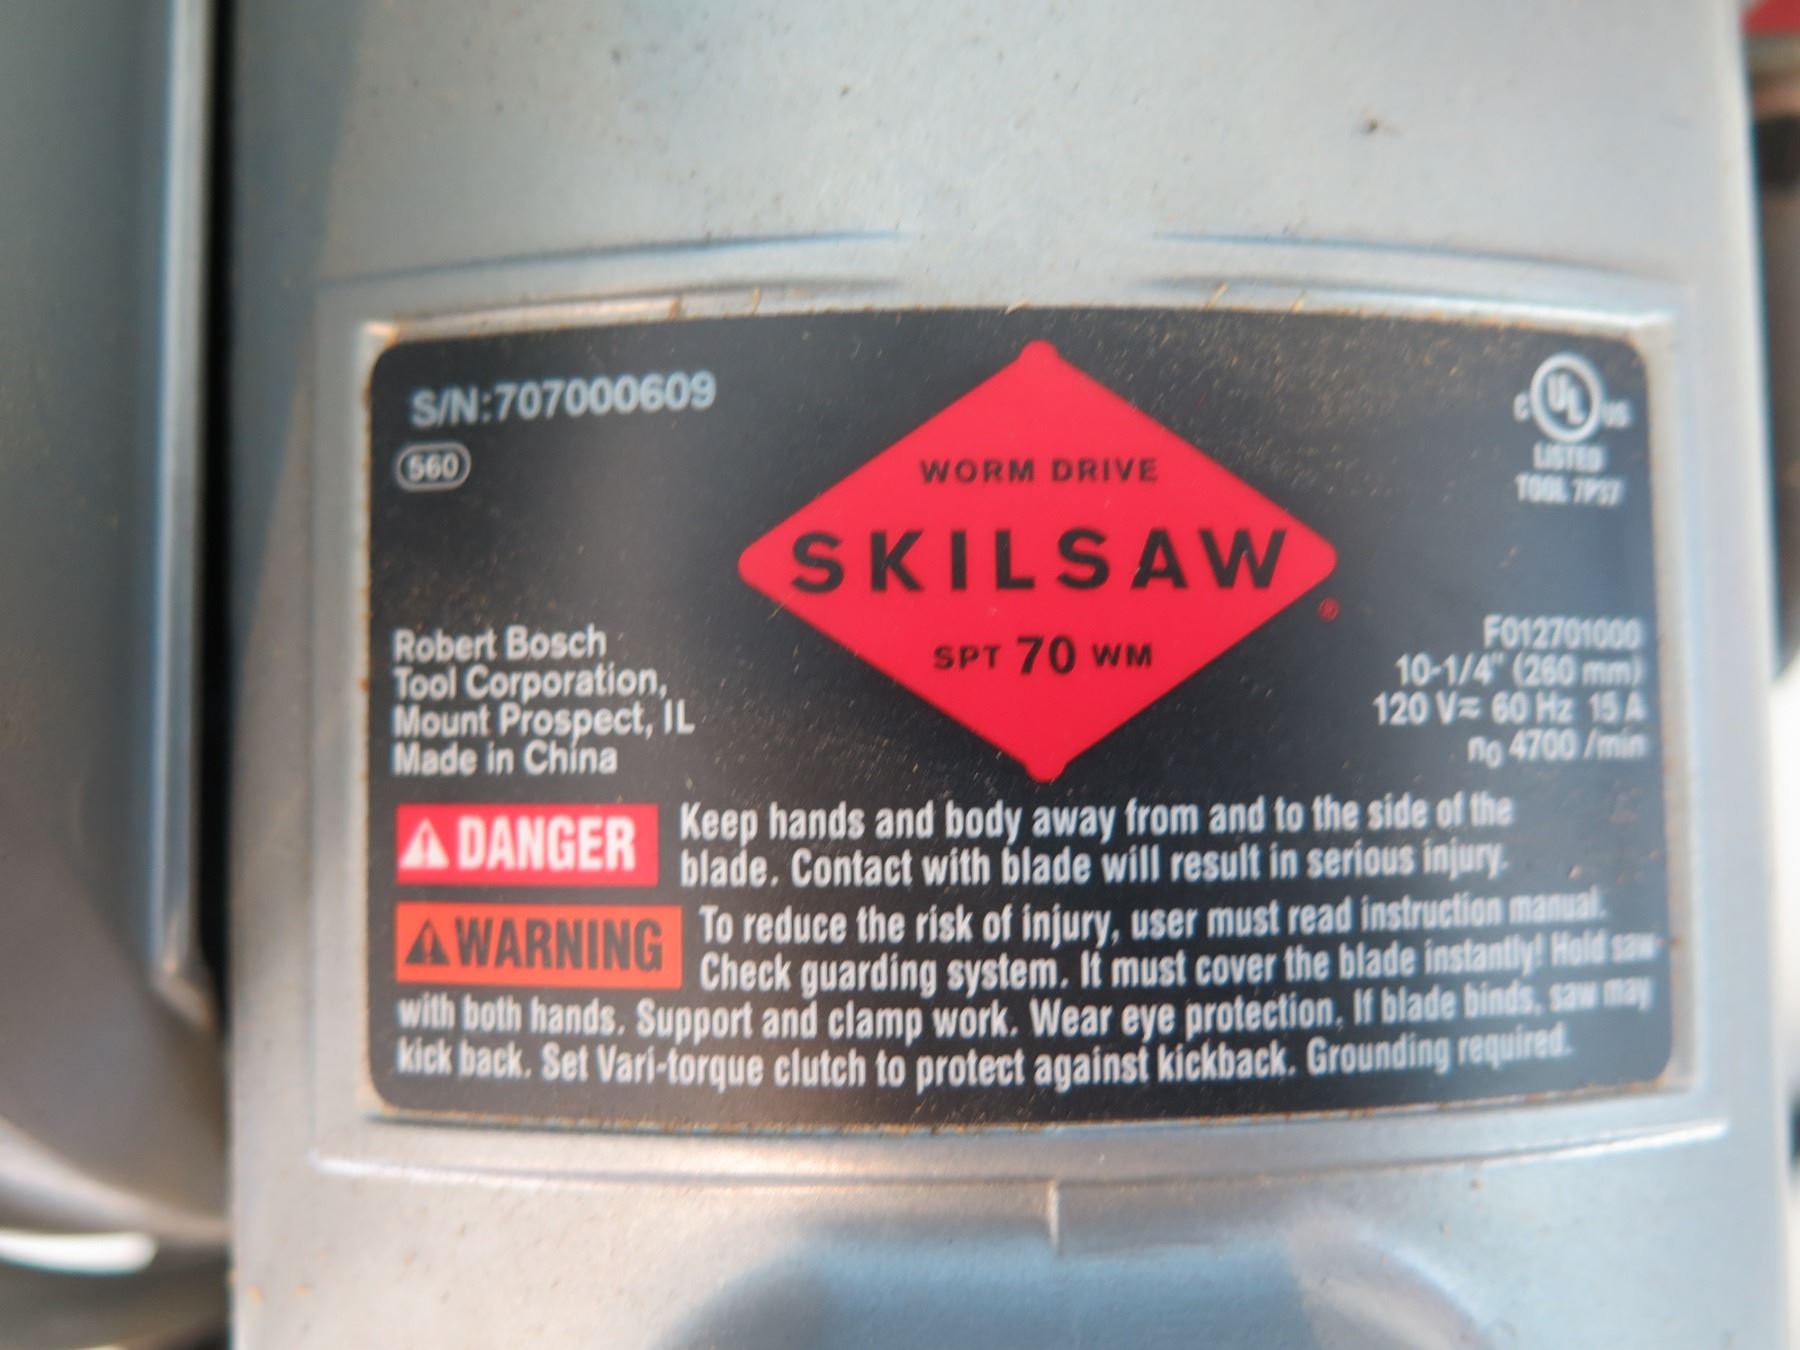 S/N:707000609
560
WORM DRIVE
SKILSAW ®
SPT 70 WM
C UL US
LISTED
TOOL 7P37
Robert Bosch
Tool Corporation,
Mount Prospect, IL
Made in China
F012701000
10-1/4" (260 mm)
120 V≂ 60 Hz 15 A
n0 4700 /min
DANGER Keep hands and body away from and to the side of the
blade. Contact with blade will result in serious injury.
WARNING To reduce the risk of injury, user must read instruction manual.
Check guarding system. It must cover the blade instantly! Hold saw
with both hands. Support and clamp work. Wear eye protection. If blade binds, saw may
kick back. Set Vari-torque clutch to protect against kickback. Grounding required.